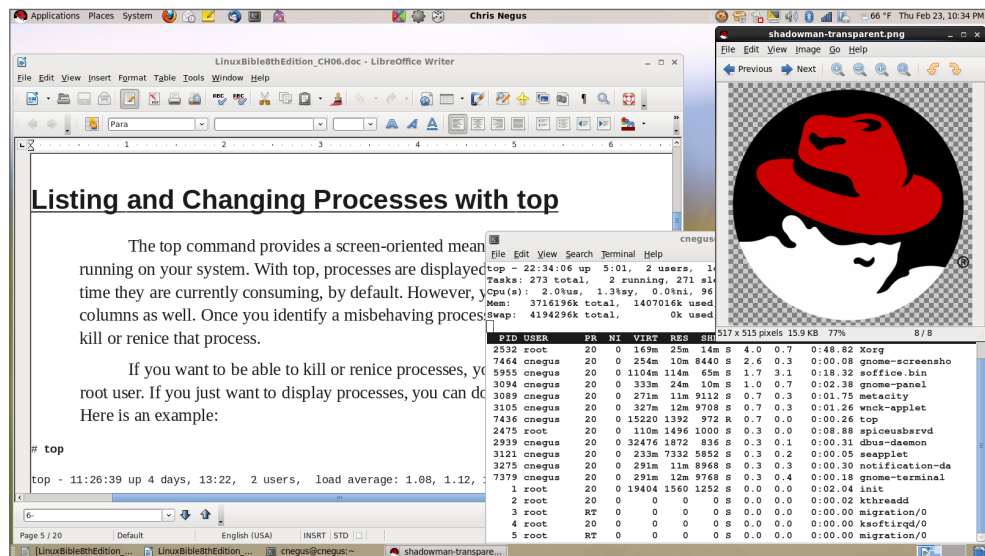 Applications Places System Chris Negus 66 °F Thu Feb 23, 10:34 PM
LinuxBible8thEdition_CH06.doc - LibreOffice Writer
File Edit View Insert Format Table Tools Window Help
Para
1 2 3 4 5 6
Listing and Changing Processes with top
The top command provides a screen-oriented mean
running on your system. With top, processes are displayed
time they are currently consuming, by default. However, y
columns as well. Once you identify a misbehaving proces
kill or renice that process.
If you want to be able to kill or renice processes, yo
root user. If you just want to display processes, you can do
Here is an example:
# top
top - 11:26:39 up 4 days, 13:22, 2 users, load average: 1.08, 1.12, 1
6-
Page 5 / 20 Default English (USA) INSRT STD
shadowman-transparent.png
File Edit View Image Go Help
Previous Next
®
517 x 515 pixels 15.9 KB 77% 8 / 8
cnegus
File Edit View Search Terminal Help
top - 22:34:06 up 5:01, 2 users, l
Tasks: 273 total, 2 running, 271 sle
Cpu(s): 2.0%us, 1.3%sy, 0.0%ni, 96
Mem: 3716196k total, 1407016k used
Swap: 4194296k total, 0k used
PID USER PR NI VIRT RES SH
2532 root 20 0 169m 25m 14m S 4.0 0.7 0:48.82 Xorg
7464 cnegus 20 0 254m 10m 8440 S 2.6 0.3 0:00.08 gnome-screensho
5955 cnegus 20 0 1104m 114m 65m S 1.7 3.1 0:18.32 soffice.bin
3094 cnegus 20 0 333m 24m 10m S 1.0 0.7 0:02.38 gnome-panel
3089 cnegus 20 0 271m 11m 9112 S 0.7 0.3 0:01.75 metacity
3105 cnegus 20 0 327m 12m 9708 S 0.7 0.3 0:01.26 wnck-applet
7436 cnegus 20 0 15220 1392 972 R 0.7 0.0 0:00.26 top
2475 root 20 0 110m 1496 1000 S 0.3 0.0 0:08.88 spiceusbsrvd
2939 cnegus 20 0 32476 1872 836 S 0.3 0.1 0:00.31 dbus-daemon
3121 cnegus 20 0 233m 7332 5852 S 0.3 0.2 0:00.05 seapplet
3275 cnegus 20 0 291m 11m 8968 S 0.3 0.3 0:00.30 notification-da
7379 cnegus 20 0 291m 12m 9768 S 0.3 0.4 0:00.18 gnome-terminal
1 root 20 0 19404 1560 1252 S 0.0 0.0 0:02.04 init
2 root 20 0 0 0 0 S 0.0 0.0 0:00.02 kthreadd
3 root RT 0 0 0 0 S 0.0 0.0 0:00.00 migration/0
4 root 20 0 0 0 0 S 0.0 0.0 0:00.00 ksoftirqd/0
5 root RT 0 0 0 0 S 0.0 0.0 0:00.00 migration/0
[LinuxBible8thEdition_... LinuxBible8thEdition_... cnegus@cnegus:~ shadowman-transpare...